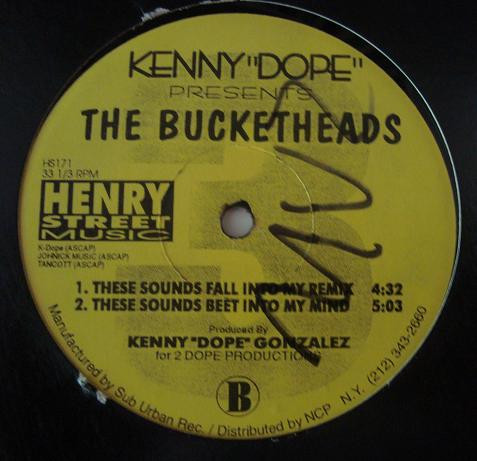 KENNY "DOPE"
PRESENTS
THE BUCKETHEADS
HS171
33 1/3 RPM
HENRY
STREET
MUSIC
K-Dope (ASCAP)
JOHNICK MUSIC (ASCAP)
TANCOTT (ASCAP)
1. THESE SOUNDS FALL INTO MY REMIX 4:32
2. THESE SOUNDS BEET INTO MY MIND 5:03
Produced By
KENNY "DOPE" GONZALEZ
for 2 DOPE PRODUCTIONS
B
Manufactured by Sub Urban Rec. / Distributed by NCP N.Y. (212) 343-2660